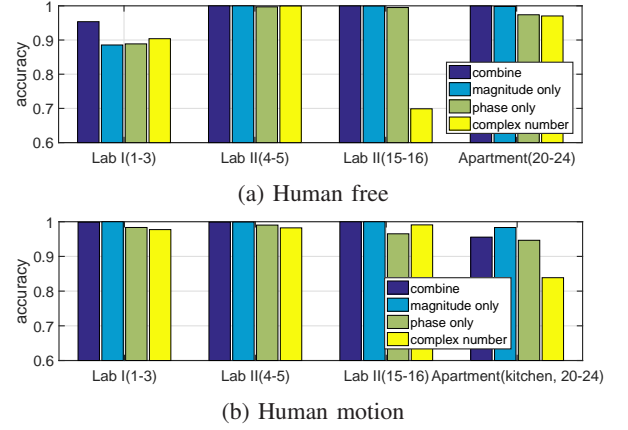 1
0.9
0.8
0.7
0.6
accuracy
combine
magnitude only
phase only
complex number
Lab I(1-3) Lab II(4-5) Lab II(15-16) Apartment(20-24)
(a) Human free
1
0.9
0.8
0.7
0.6
accuracy
combine
magnitude only
phase only
complex number
Lab I(1-3) Lab II(4-5) Lab II(15-16) Apartment(kitchen, 20-24)
(b) Human motion